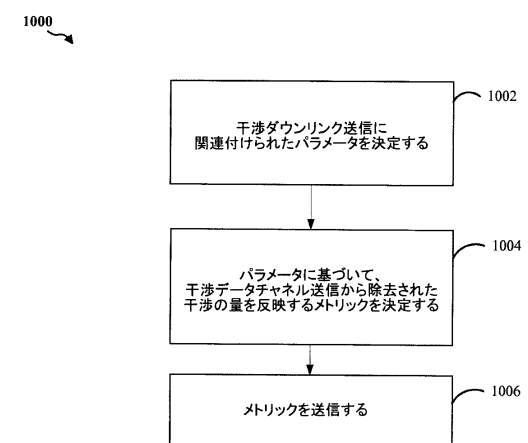 1000
1002
干渉ダウンリンク送信に
関連付けられたパラメータを決定する
1004
パラメータに基づいて、
干渉データチャネル送信から除去された
干渉の量を反映するメトリックを決定する
1006
メトリックを送信する